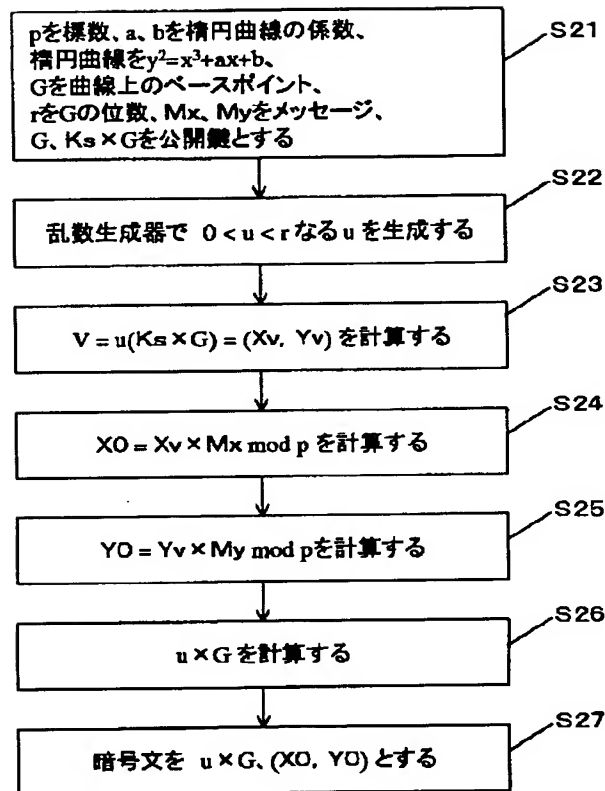 pを標数、a、bを楕円曲線の係数、
楕円曲線をy²=x³+ax+b、
Gを曲線上のベースポイント、
rをGの位数、Mx、Myをメッセージ、
G、Ks×Gを公開鍵とする
S21
乱数生成器で 0<u<r なる u を生成する
S22
V=u(Ks×G)=(Xv, Yv) を計算する
S23
X0=Xv×Mx mod p を計算する
S24
Y0=Yv×My mod pを計算する
S25
u×G を計算する
S26
暗号文を u×G、(X0, Y0) とする
S27